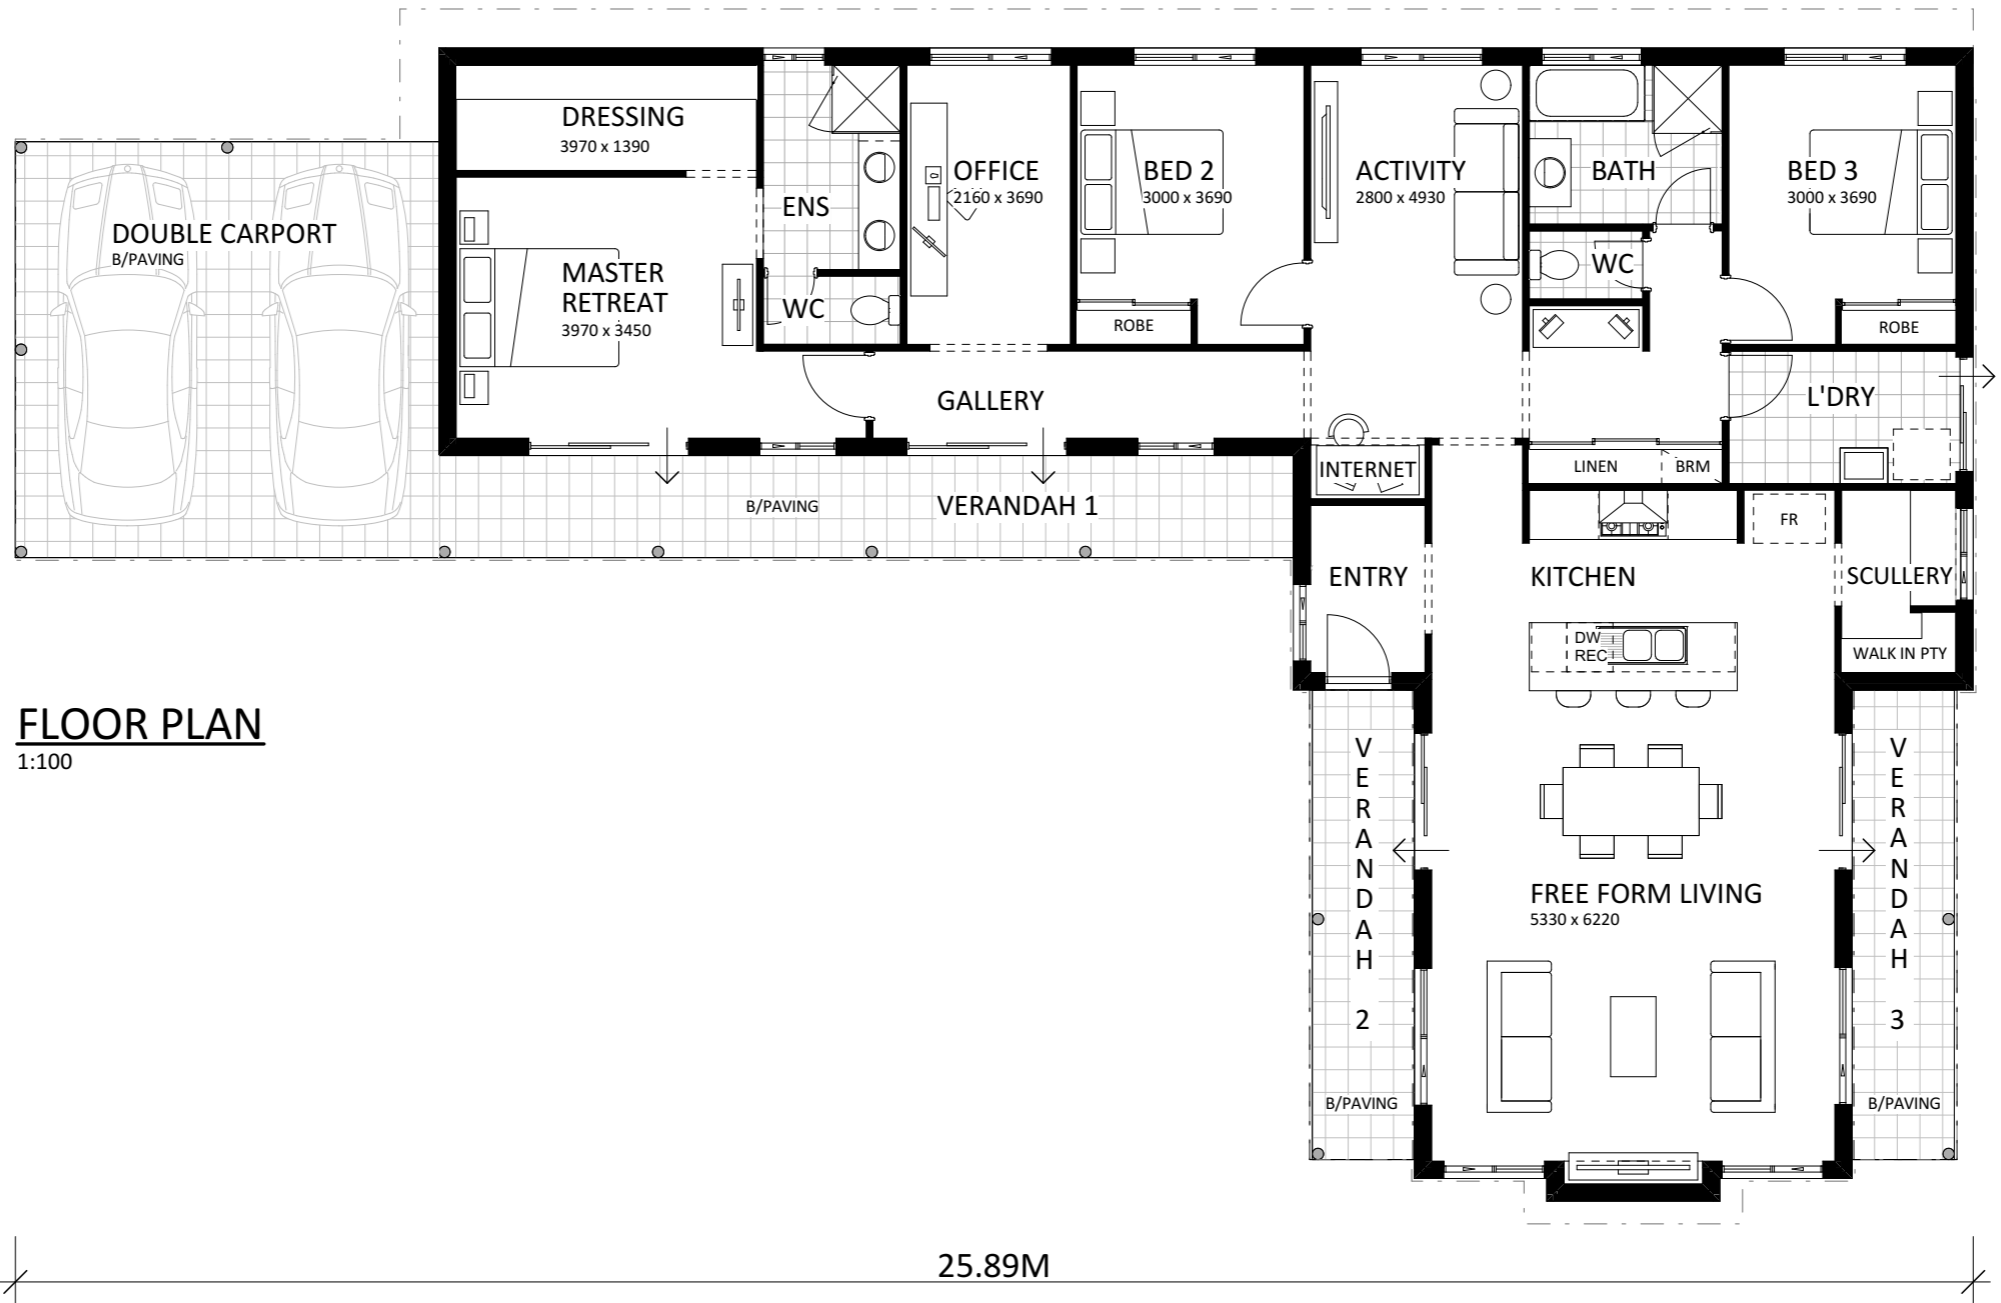 DRESSING
3970 x 1390
ENS
OFFICE
2160 x 3690
BED 2
3000 x 3690
ROBE
ACTIVITY
2800 x 4930
BATH
WC
BED 3
3000 x 3690
ROBE
DOUBLE CARPORT
B/PAVING
MASTER
RETREAT
3970 x 3450
WC
GALLERY
L'DRY
INTERNET
LINEN
BRM
B/PAVING
VERANDAH 1
FR
ENTRY
KITCHEN
SCULLERY
DW
REC
WALK IN PTY
FLOOR PLAN
1:100
VERANDAH 2
B/PAVING
FREE FORM LIVING
5330 x 6220
VERANDAH 3
B/PAVING
25.89M